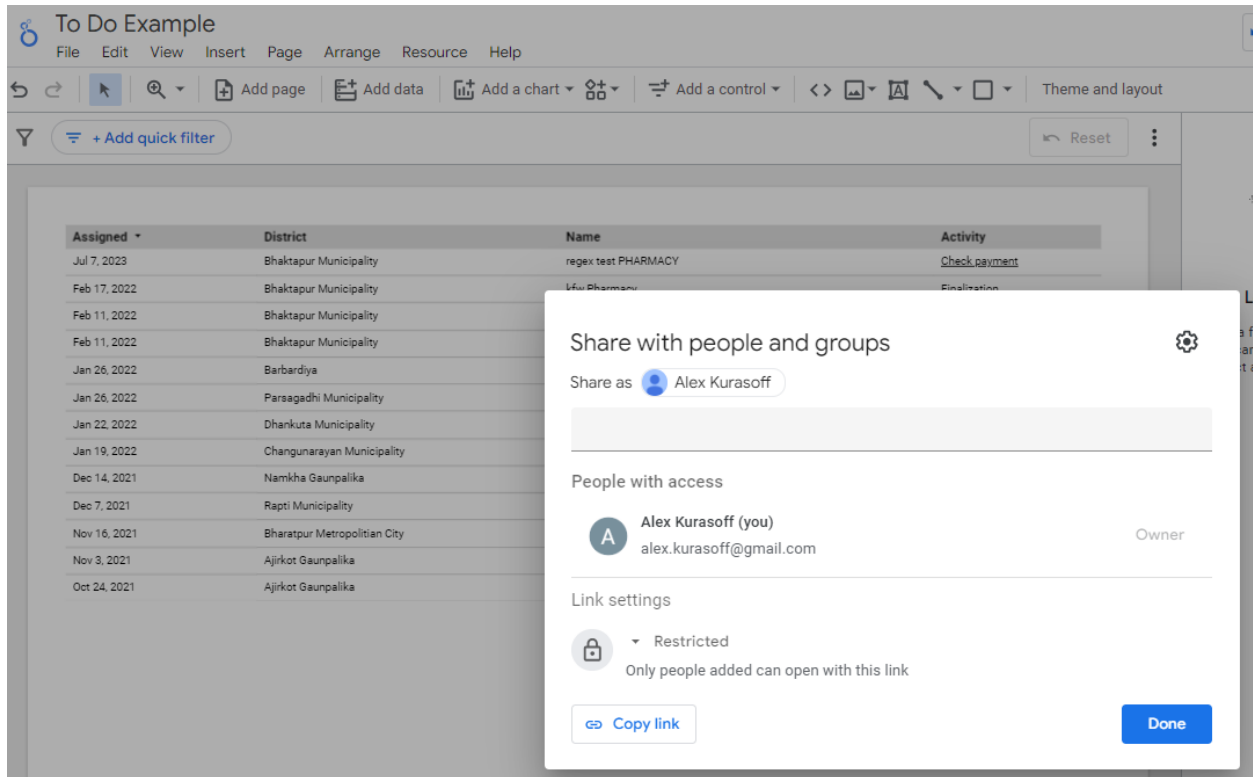 To Do Example
File Edit View Insert Page Arrange Resource Help
Add page Add data Add a chart Add a control Theme and layout
+ Add quick filter Reset
Assigned District Name Activity
Jul 7, 2023 Bhaktapur Municipality regex test PHARMACY Check payment
Feb 17, 2022 Bhaktapur Municipality kfw Pharmacy Finalization
Feb 11, 2022 Bhaktapur Municipality
Feb 11, 2022 Bhaktapur Municipality
Jan 26, 2022 Barbardiya
Jan 26, 2022 Parsagadhi Municipality
Jan 22, 2022 Dhankuta Municipality
Jan 19, 2022 Changunarayan Municipality
Dec 14, 2021 Namkha Gaunpalika
Dec 7, 2021 Rapti Municipality
Nov 16, 2021 Bharatpur Metropolitian City
Nov 3, 2021 Ajirkot Gaunpalika
Oct 24, 2021 Ajirkot Gaunpalika
Share with people and groups
Share as Alex Kurasoff
People with access
A
Alex Kurasoff (you)
alex.kurasoff@gmail.com
Owner
Link settings
Restricted
Only people added can open with this link
Copy link Done